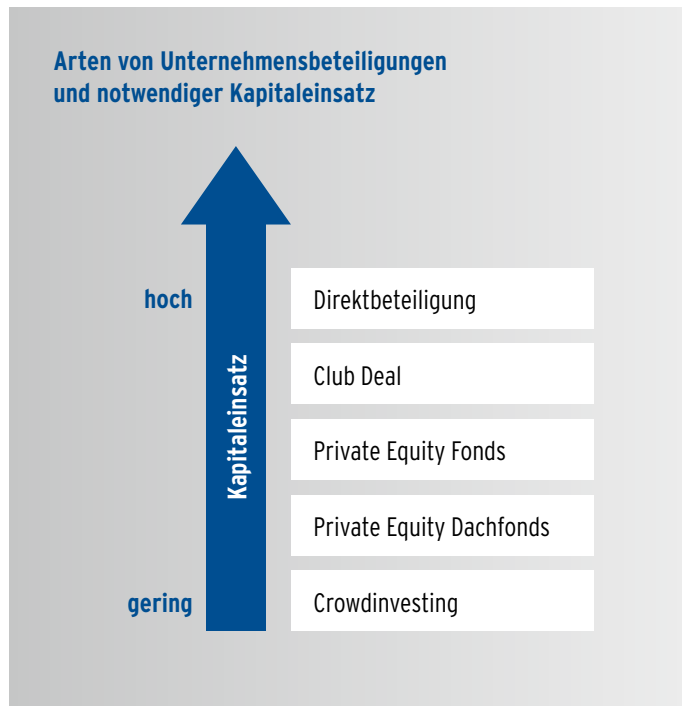 Arten von Unternehmensbeteiligungen
und notwendiger Kapitaleinsatz
hoch
Direktbeteiligung
Club Deal
Kapitaleinsatz
Private Equity Fonds
Private Equity Dachfonds
gering
Crowdinvesting